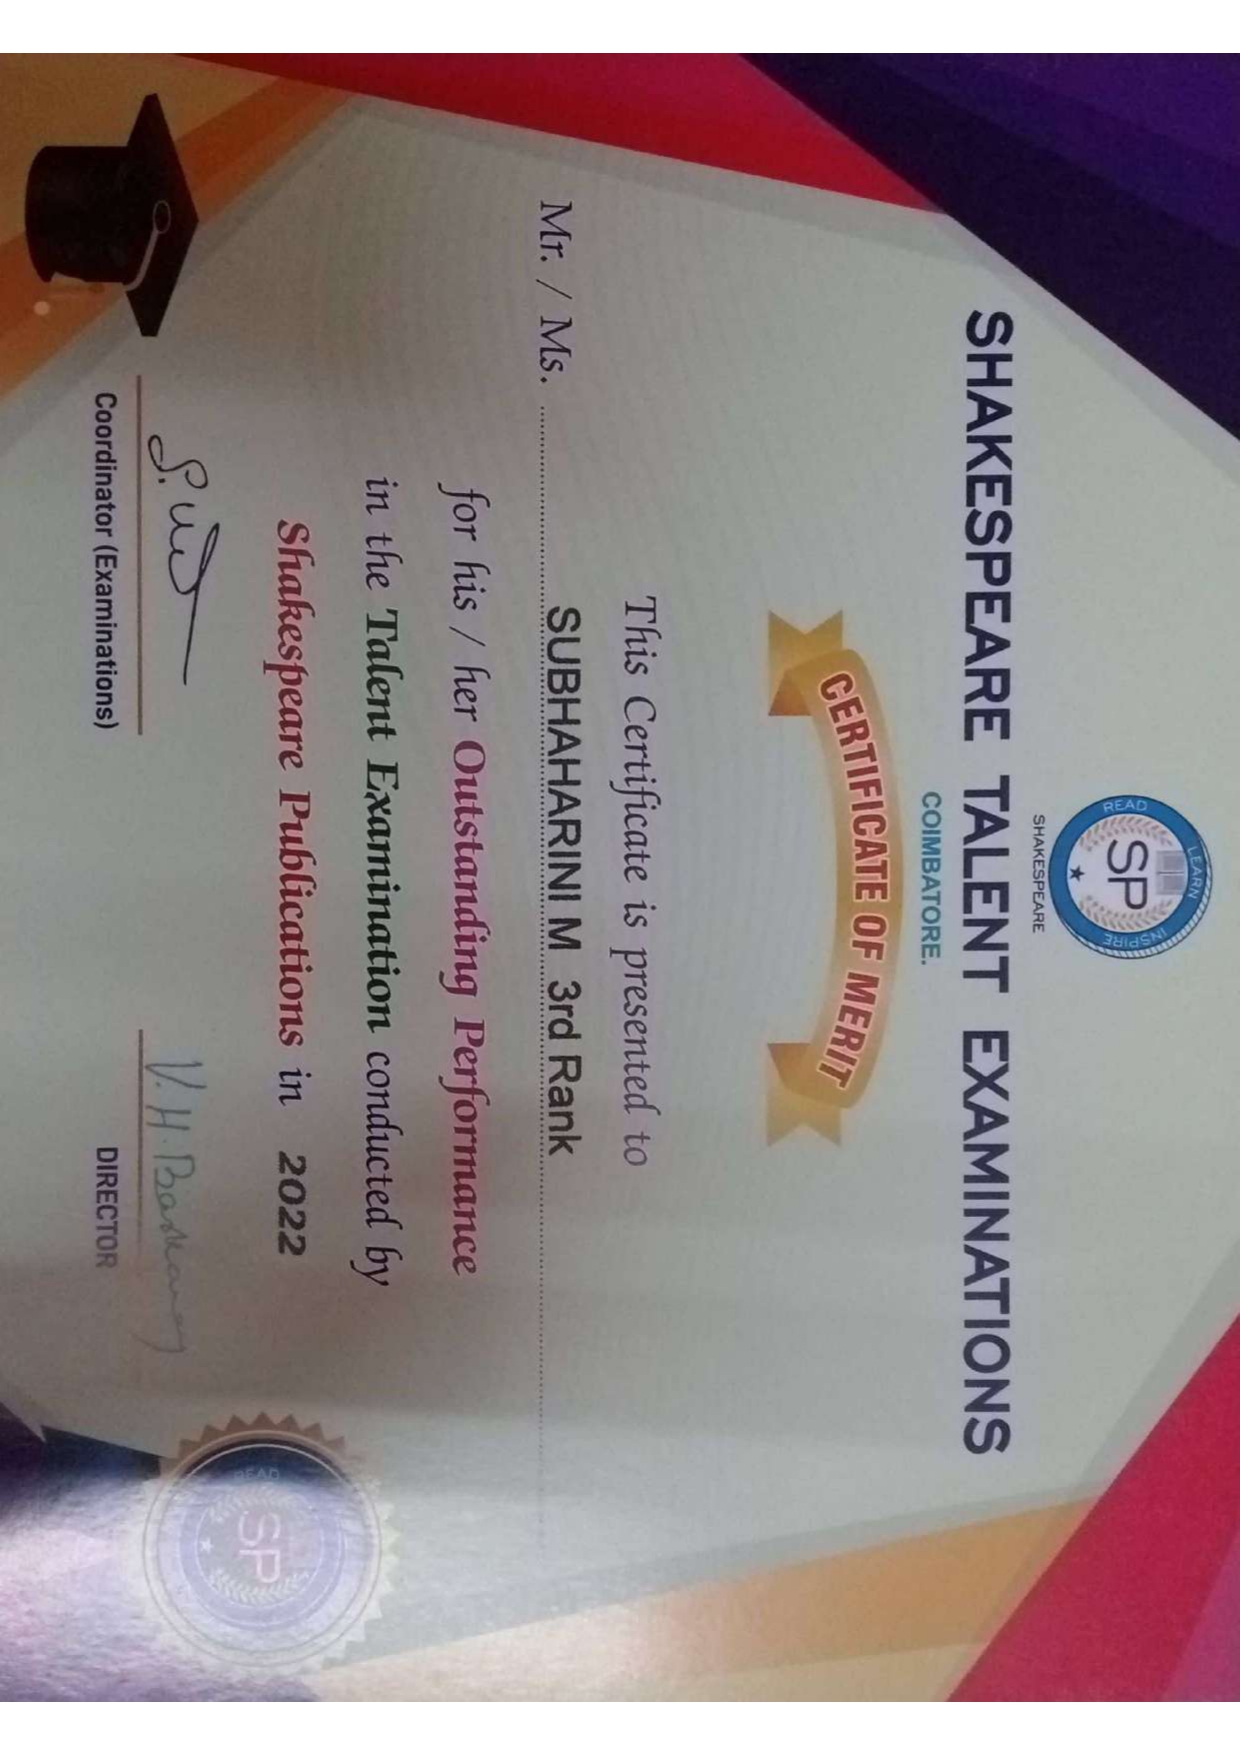 READ LEARN INSPIRE
SP
SHAKESPEARE
SHAKESPEARE TALENT EXAMINATIONS
COIMBATORE.
CERTIFICATE OF MERIT
This Certificate is presented to
Mr. / Ms. SUBHAHARINI M 3rd Rank
for his / her Outstanding Performance
in the Talent Examination conducted by
Shakespeare Publications in 2022
Coordinator (Examinations)
DIRECTOR
READ
SP